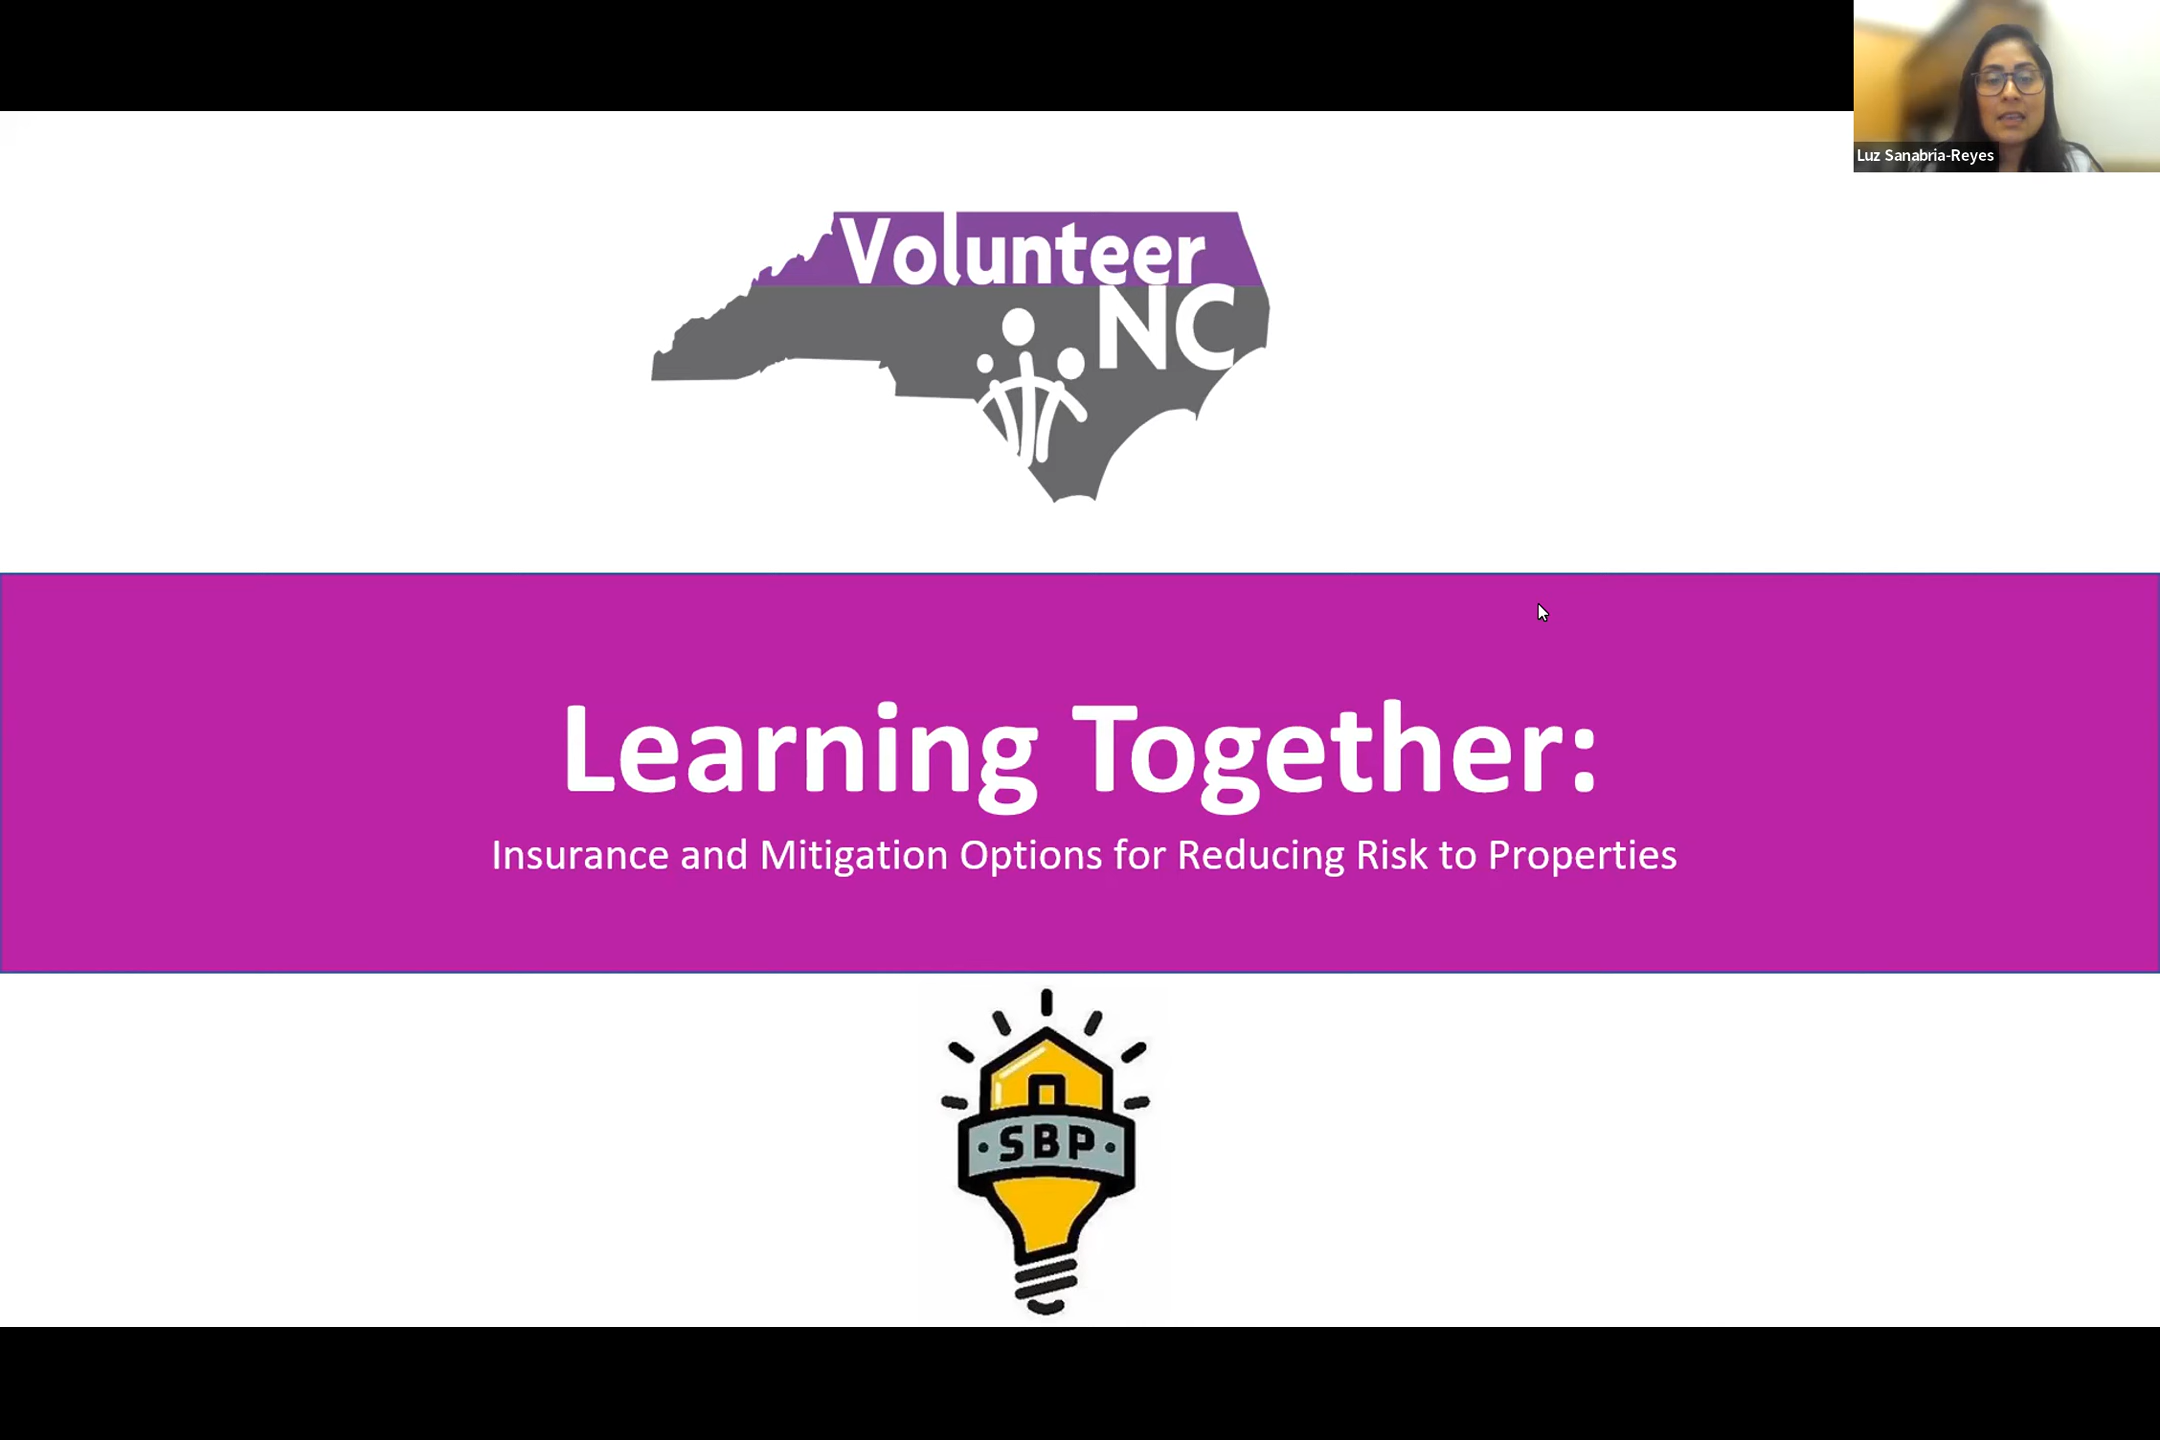 Luz Sanabria-Reyes
Volunteer
NC
Learning Together:
Insurance and Mitigation Options for Reducing Risk to Properties
· SBP ·